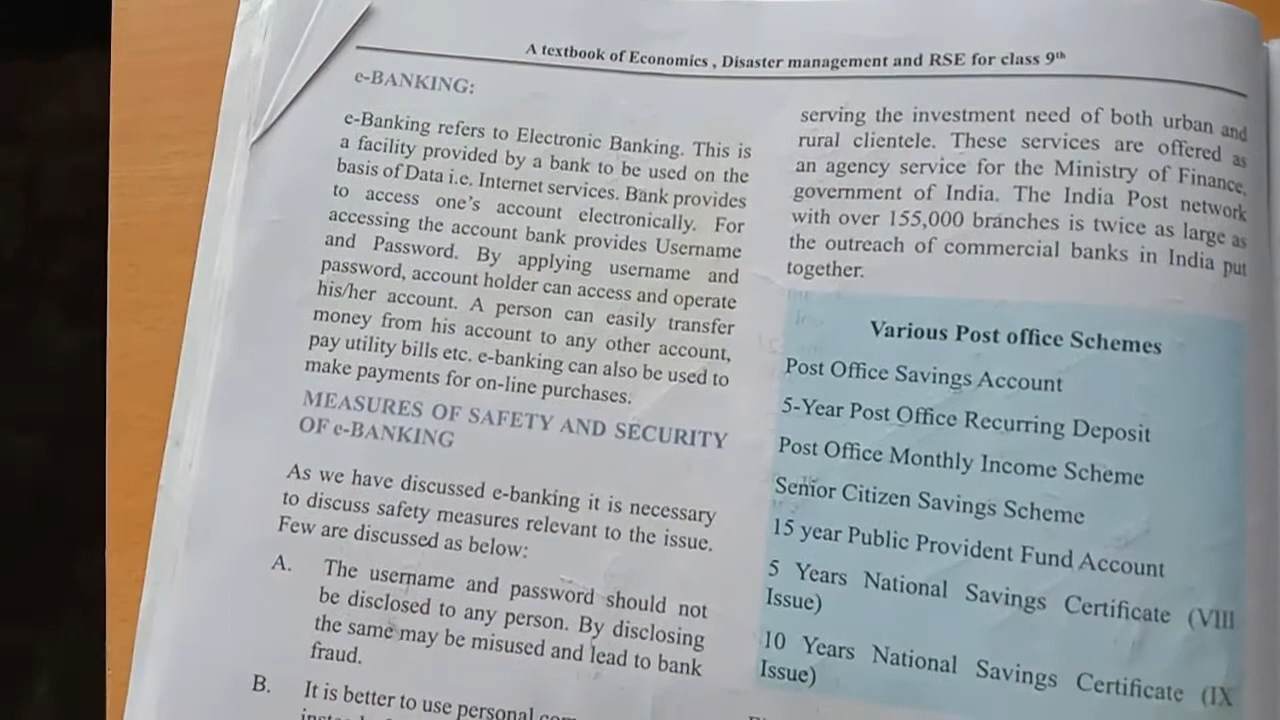 A textbook of Economics , Disaster management and RSE for class 9th
e-BANKING:
e-Banking refers to Electronic Banking. This is
a facility provided by a bank to be used on the
basis of Data i.e. Internet services. Bank provides
to access one's account electronically. For
accessing the account bank provides Username
and Password. By applying username and
password, account holder can access and operate
his/her account. A person can easily transfer
money from his account to any other account,
pay utility bills etc. e-banking can also be used to
make payments for on-line purchases.
MEASURES OF SAFETY AND SECURITY
OF e-BANKING
As we have discussed e-banking it is necessary
to discuss safety measures relevant to the issue.
Few are discussed as below:
A. The username and password should not
be disclosed to any person. By disclosing
the same may be misused and lead to bank
fraud.
B. It is better to use personal
serving the investment need of both urban and
rural clientele. These services are offered as
an agency service for the Ministry of Finance,
government of India. The India Post network
with over 155,000 branches is twice as large as
the outreach of commercial banks in India put
together.
Various Post office Schemes
Post Office Savings Account
5-Year Post Office Recurring Deposit
Post Office Monthly Income Scheme
Senior Citizen Savings Scheme
15 year Public Provident Fund Account
5 Years National Savings Certificate (VIII
Issue)
10 Years National Savings Certificate (IX
Issue)